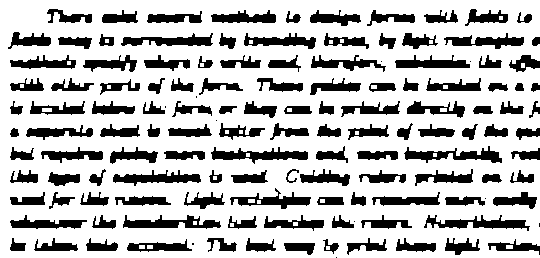 There exist several methods to design forms with fields to
fields may be surrounded by bounding boxes, by light rectangles o
methods specify where to write and, therefore, minimize the effec
with other parts of the form. These guides can be located on a s
is located below the form or they can be printed directly on the fo
a separate sheet is much better from the point of view of the qua
but requires giving more instructions and, more importantly, rest
this type of acquisition is used. Guiding rulers printed on the
used for this reason. Light rectangles can be removed more easily
whenever the handwritten text touches the rulers. Nevertheless,
be taken into account: The best way to print these light rectang